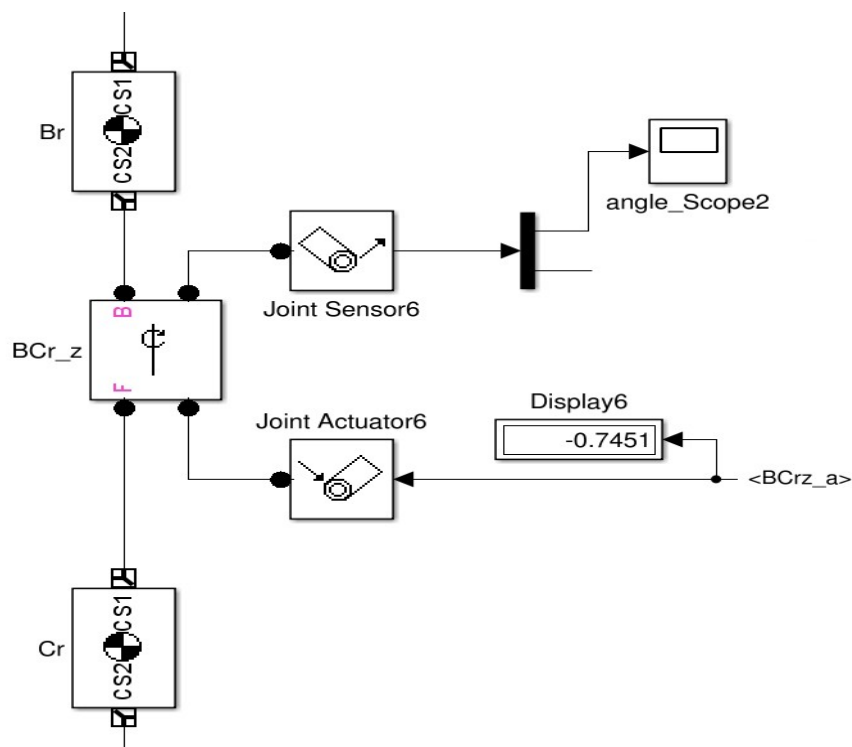 CS1
Br
CS2
angle_Scope2
Joint Sensor6
B
BCr_z
F
Display6
Joint Actuator6
-0.7451
<BCrz_a>
CS1
Cr
CS2